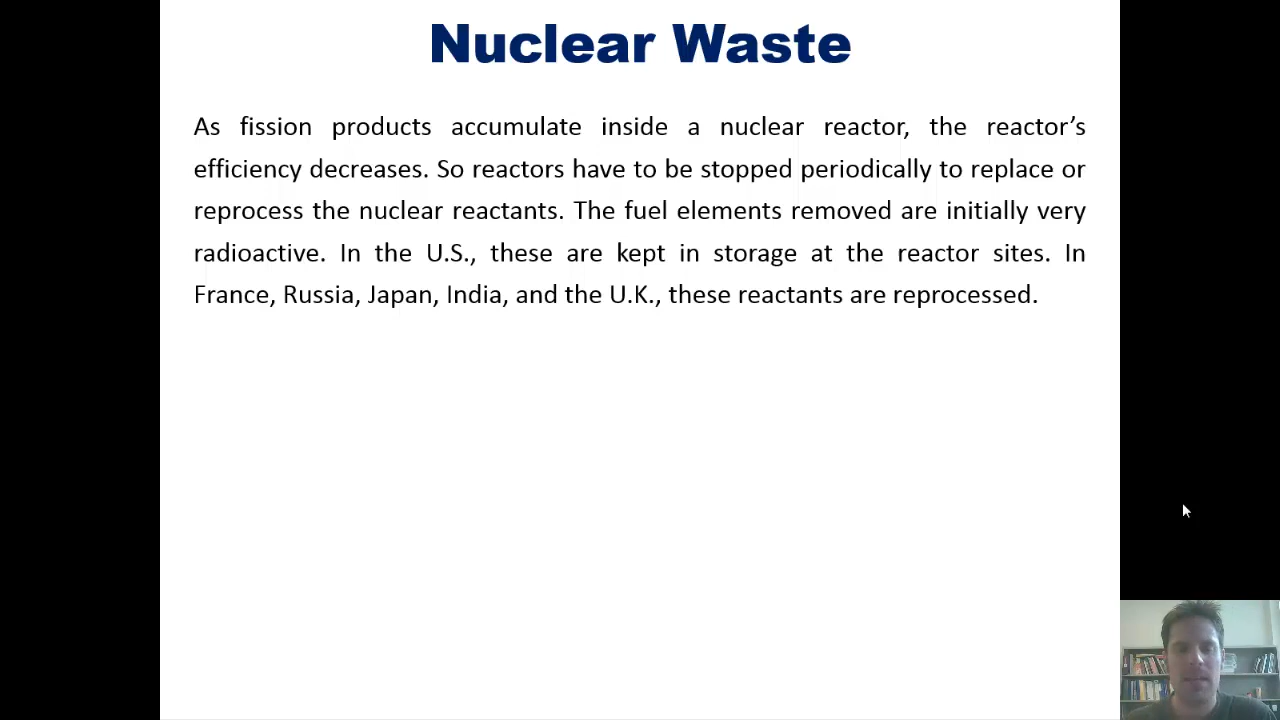 Nuclear Waste
As fission products accumulate inside a nuclear reactor, the reactor’s
efficiency decreases. So reactors have to be stopped periodically to replace or
reprocess the nuclear reactants. The fuel elements removed are initially very
radioactive. In the U.S., these are kept in storage at the reactor sites. In
France, Russia, Japan, India, and the U.K., these reactants are reprocessed.